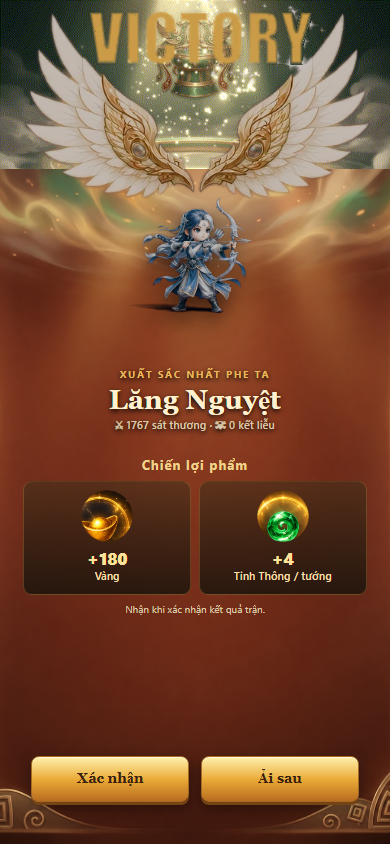 VICTORY
XUẤT SẮC NHẤT PHE TA
Lăng Nguyệt
1767 sát thương · 0 kết liễu
Chiến lợi phẩm
+180
Vàng
+4
Tinh Thông / tướng
Nhận khi xác nhận kết quả trận.
Xác nhận
Ải sau